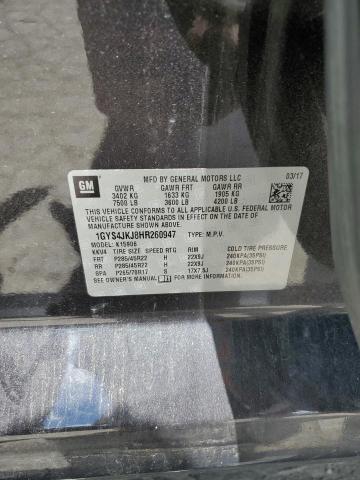 GM
MFD BY GENERAL MOTORS LLC
03/17
GVWR GAWR FRT GAWR RR
3402 KG 1633 KG 1905 KG
7500 LB 3600 LB 4200 LB
THIS VEHICLE CONFORMS TO ALL APPLICABLE U.S. FEDERAL MOTOR
VEHICLE SAFETY STANDARDS IN EFFECT ON THE DATE OF
MANUFACTURE SHOWN ABOVE.
1GYS4JKJ8HR260947 TYPE: M.P.V.
MODEL: K15906
KKV4 TIRE SIZE SPEED RTG RIM COLD TIRE PRESSURE
FRT P285/45R22 H 22X9J 240KPA(35PSI)
RR P285/45R22 H 22X9J 240KPA(35PSI)
SPA P265/70R17 S 17X7.5J 240KPA(35PSI)
SEE OWNER'S MANUAL